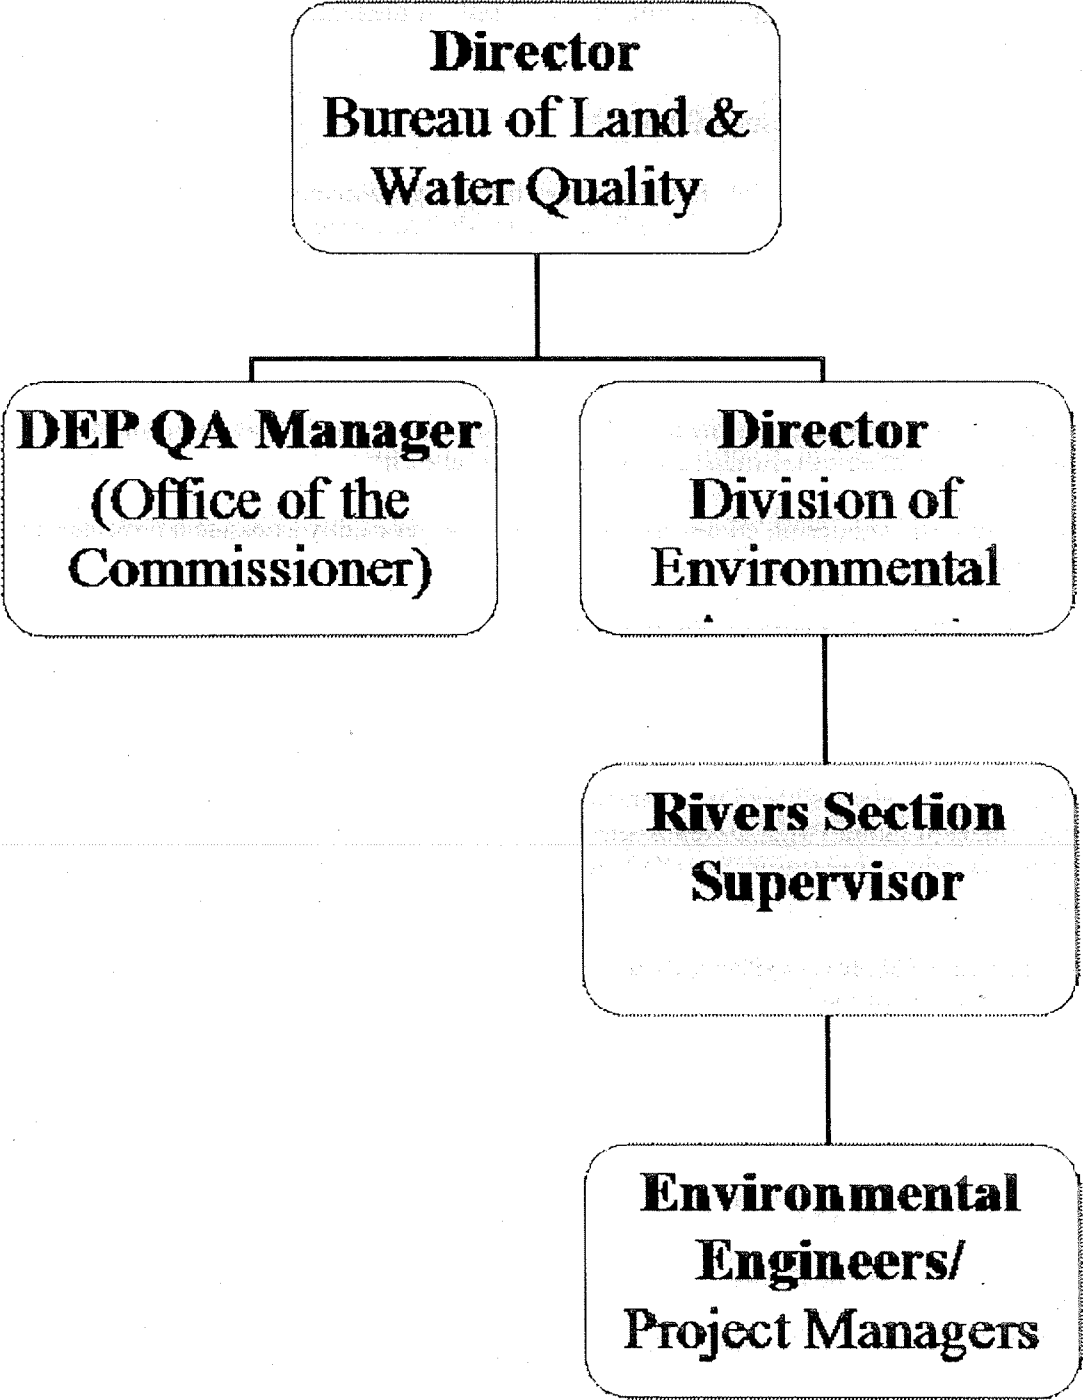 Director
Bureau of Land &
Water Quality
DEP QA Manager
(Office of the
Commissioner)
Director
Division of
Environmental
Rivers Section
Supervisor
Environmental
Engineers/
Project Managers